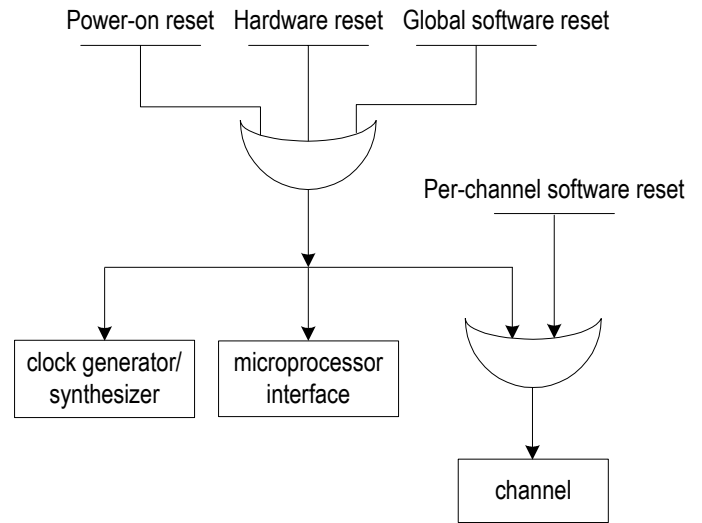 Power-on reset
Hardware reset
Global software reset
Per-channel software reset
clock generator/
synthesizer
microprocessor
interface
channel